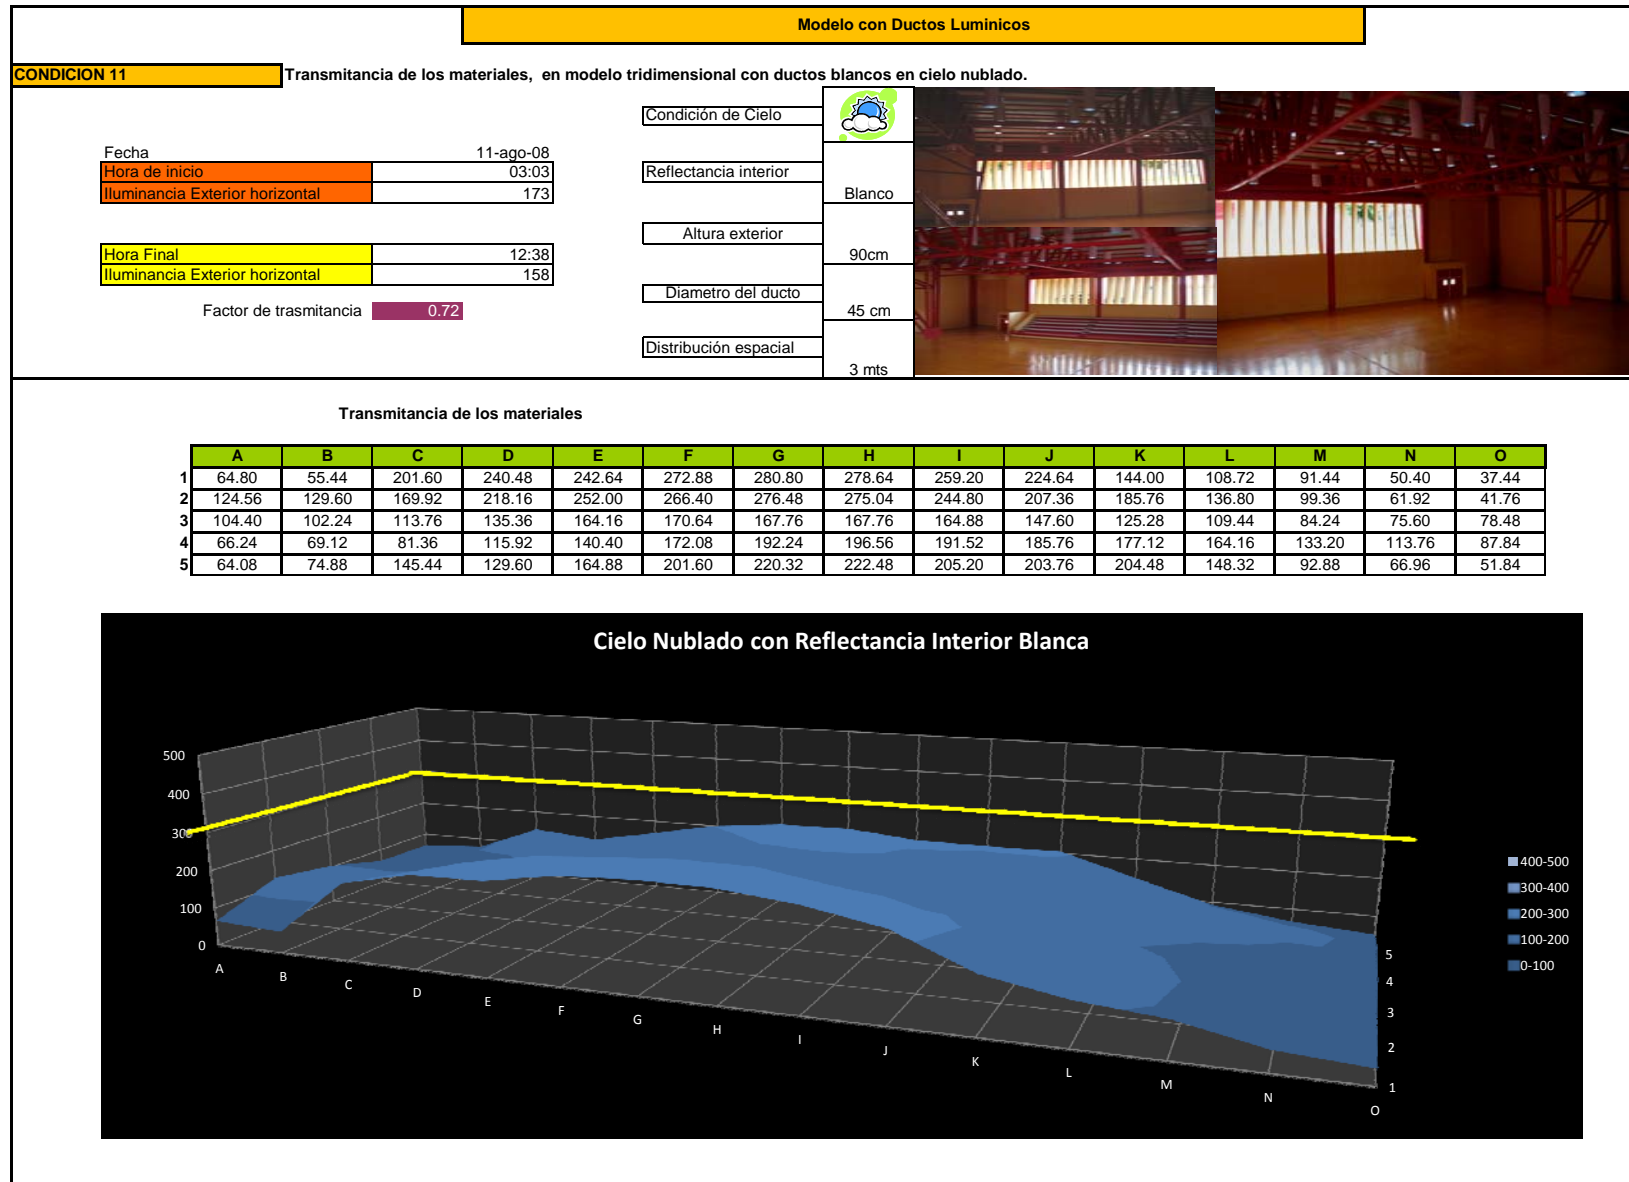 Modelo con Ductos Luminicos
CONDICION 11 Transmitancia de los materiales, en modelo tridimensional con ductos blancos en cielo nublado.
Condición de Cielo
Fecha 11-ago-08
Hora de inicio 03:03
Iluminancia Exterior horizontal 173
Reflectancia interior Blanco
Altura exterior 90cm
Hora Final 12:38
Iluminancia Exterior horizontal 158
Diametro del ducto 45 cm
Factor de trasmitancia 0.72
Distribución espacial 3 mts
Transmitancia de los materiales
A B C D E F G H I J K L M N O
1 64.80 55.44 201.60 240.48 242.64 272.88 280.80 278.64 259.20 224.64 144.00 108.72 91.44 50.40 37.44
2 124.56 129.60 169.92 218.16 252.00 266.40 276.48 275.04 244.80 207.36 185.76 136.80 99.36 61.92 41.76
3 104.40 102.24 113.76 135.36 164.16 170.64 167.76 167.76 164.88 147.60 125.28 109.44 84.24 75.60 78.48
4 66.24 69.12 81.36 115.92 140.40 172.08 192.24 196.56 191.52 185.76 177.12 164.16 133.20 113.76 87.84
5 64.08 74.88 145.44 129.60 164.88 201.60 220.32 222.48 205.20 203.76 204.48 148.32 92.88 66.96 51.84
Cielo Nublado con Reflectancia Interior Blanca
500
400
300
200
100
0
A B C D E F G H I J K L M N O
5
4
3
2
1
400-500
300-400
200-300
100-200
0-100